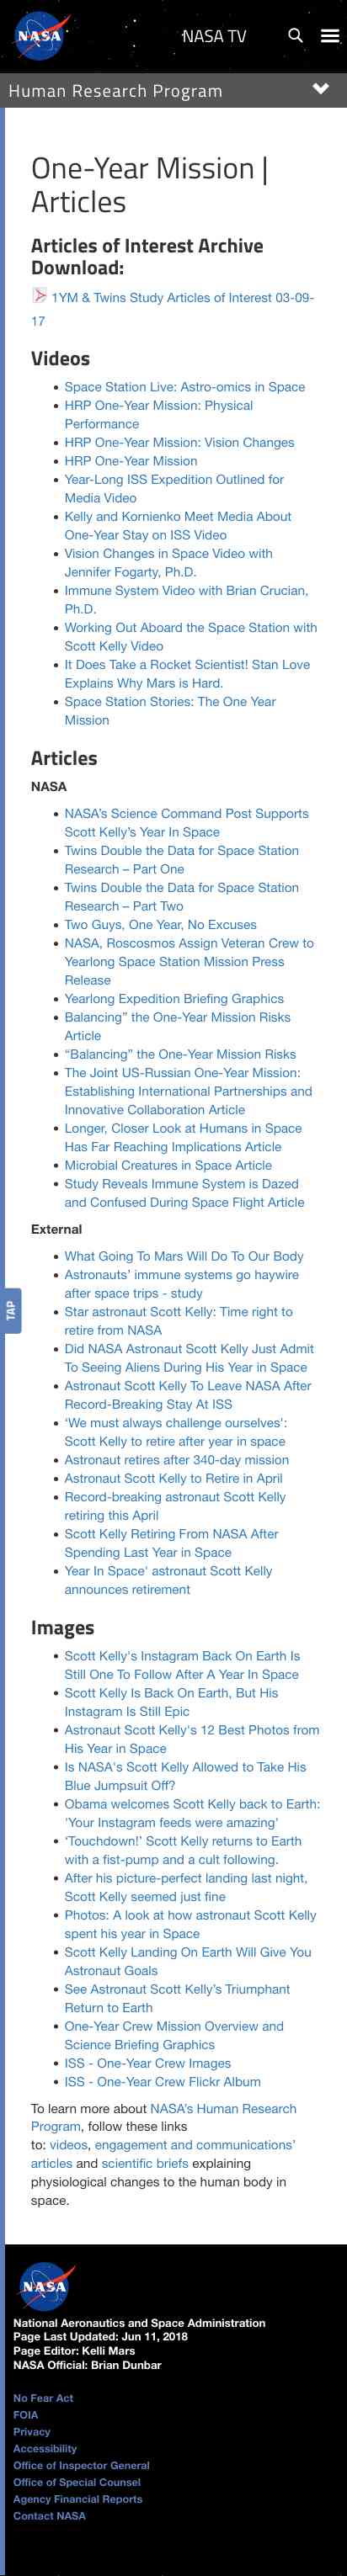 NASA
NASA TV
Human Research Program
One-Year Mission |
Articles
Articles of Interest Archive
Download:
1YM & Twins Study Articles of Interest 03-09-
17
Videos
Space Station Live: Astro-omics in Space
HRP One-Year Mission: Physical
Performance
HRP One-Year Mission: Vision Changes
HRP One-Year Mission
Year-Long ISS Expedition Outlined for
Media Video
Kelly and Kornienko Meet Media About
One-Year Stay on ISS Video
Vision Changes in Space Video with
Jennifer Fogarty, Ph.D.
Immune System Video with Brian Crucian,
Ph.D.
Working Out Aboard the Space Station with
Scott Kelly Video
It Does Take a Rocket Scientist! Stan Love
Explains Why Mars is Hard.
Space Station Stories: The One Year
Mission
Articles
NASA
NASA’s Science Command Post Supports
Scott Kelly’s Year In Space
Twins Double the Data for Space Station
Research – Part One
Twins Double the Data for Space Station
Research – Part Two
Two Guys, One Year, No Excuses
NASA, Roscosmos Assign Veteran Crew to
Yearlong Space Station Mission Press
Release
Yearlong Expedition Briefing Graphics
Balancing” the One-Year Mission Risks
Article
“Balancing” the One-Year Mission Risks
The Joint US-Russian One-Year Mission:
Establishing International Partnerships and
Innovative Collaboration Article
Longer, Closer Look at Humans in Space
Has Far Reaching Implications Article
Microbial Creatures in Space Article
Study Reveals Immune System is Dazed
and Confused During Space Flight Article
External
What Going To Mars Will Do To Our Body
Astronauts’ immune systems go haywire
after space trips - study
TAP
Star astronaut Scott Kelly: Time right to
retire from NASA
Did NASA Astronaut Scott Kelly Just Admit
To Seeing Aliens During His Year in Space
Astronaut Scott Kelly To Leave NASA After
Record-Breaking Stay At ISS
‘We must always challenge ourselves':
Scott Kelly to retire after year in space
Astronaut retires after 340-day mission
Astronaut Scott Kelly to Retire in April
Record-breaking astronaut Scott Kelly
retiring this April
Scott Kelly Retiring From NASA After
Spending Last Year in Space
Year In Space' astronaut Scott Kelly
announces retirement
Images
Scott Kelly's Instagram Back On Earth Is
Still One To Follow After A Year In Space
Scott Kelly Is Back On Earth, But His
Instagram Is Still Epic
Astronaut Scott Kelly's 12 Best Photos from
His Year in Space
Is NASA's Scott Kelly Allowed to Take His
Blue Jumpsuit Off?
Obama welcomes Scott Kelly back to Earth:
'Your Instagram feeds were amazing'
‘Touchdown!’ Scott Kelly returns to Earth
with a fist-pump and a cult following.
After his picture-perfect landing last night,
Scott Kelly seemed just fine
Photos: A look at how astronaut Scott Kelly
spent his year in Space
Scott Kelly Landing On Earth Will Give You
Astronaut Goals
See Astronaut Scott Kelly’s Triumphant
Return to Earth
One-Year Crew Mission Overview and
Science Briefing Graphics
ISS - One-Year Crew Images
ISS - One-Year Crew Flickr Album
To learn more about NASA’s Human Research
Program, follow these links
to: videos, engagement and communications’
articles and scientific briefs explaining
physiological changes to the human body in
space.
NASA
National Aeronautics and Space Administration
Page Last Updated: Jun 11, 2018
Page Editor: Kelli Mars
NASA Official: Brian Dunbar
No Fear Act
FOIA
Privacy
Accessibility
Office of Inspector General
Office of Special Counsel
Agency Financial Reports
Contact NASA